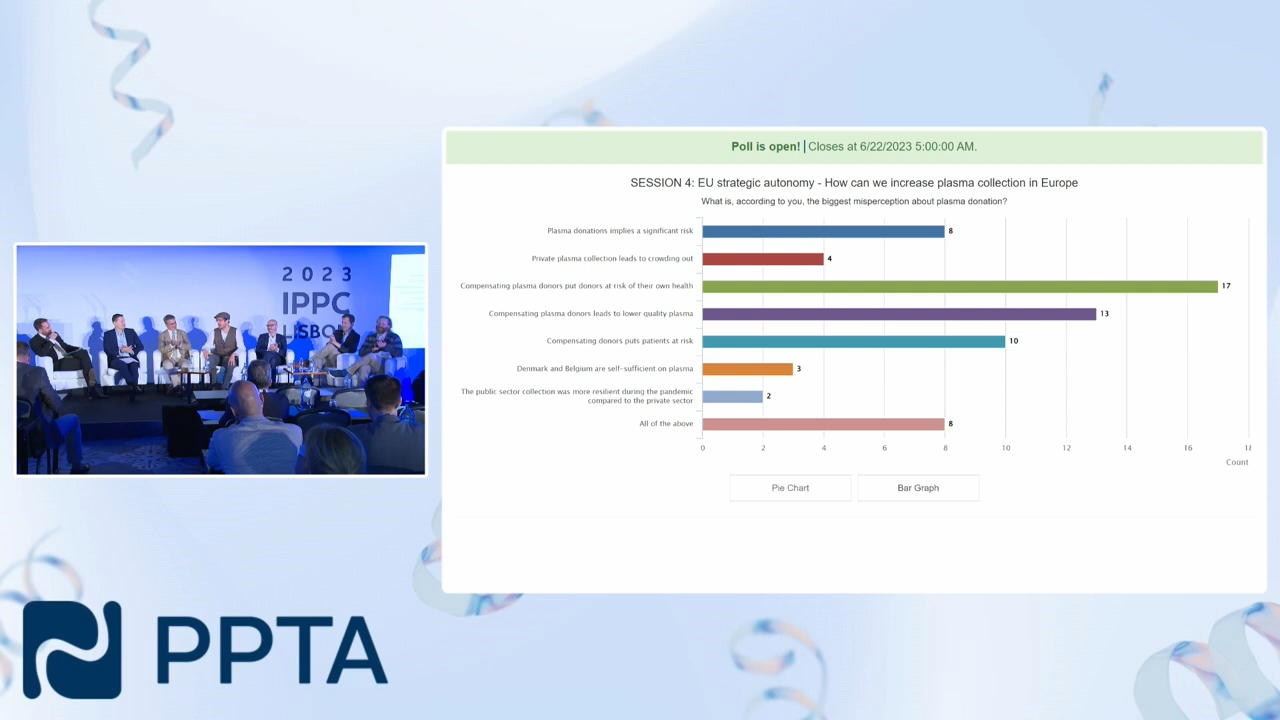 Poll is open! | Closes at 6/22/2023 5:00:00 AM.
SESSION 4: EU strategic autonomy - How can we increase plasma collection in Europe
What is, according to you, the biggest misperception about plasma donation?
Plasma donations implies a significant risk 8
Private plasma collection leads to crowding out 4
Compensating plasma donors put donors at risk of their own health 17
Compensating plasma donors leads to lower quality plasma 13
Compensating donors puts patients at risk 10
Denmark and Belgium are self-sufficient on plasma 3
The public sector collection was more resilient during the pandemic
compared to the private sector 2
All of the above 8
0 2 4 6 8 10 12 14 16
Count
Pie Chart Bar Graph
2023
IPPC
PPTA